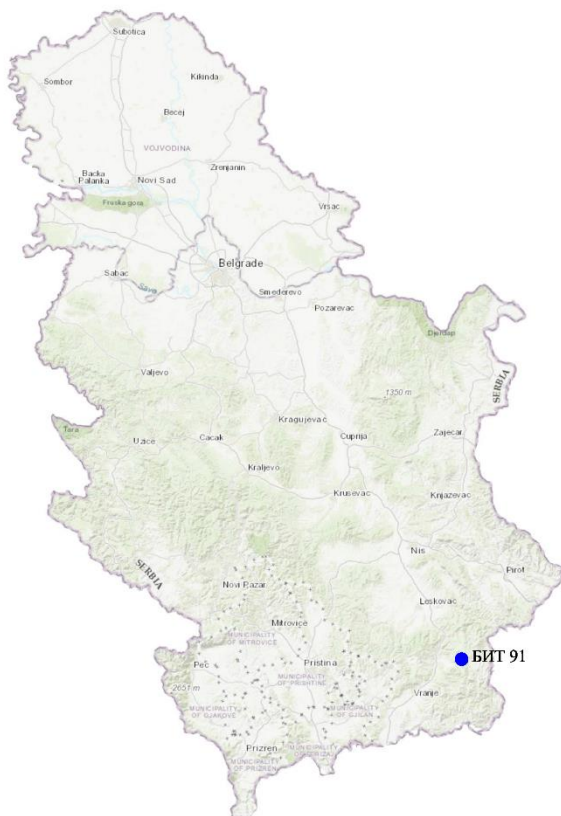 Subotica
Kikinda
Sombor
Becej
VOJVODINA
Zrenjanin
Backa
Palanka
Novi Sad
Fruska gora
Vrsac
Belgrade
Sabac
Sava
Smederevo
Pozarevac
Djerdap
Valjevo
SERBIA
1350 m
Kragujevac
Tara
Uzice
Cacak
Cuprija
Zajecar
Kraljevo
Krusevac
Knjazevac
Nis
SERBIA
Pirot
Novi Pazar
Leskovac
Mitrovice
MUNICIPALITY
OF MITROVICE
БИТ 91
Pec
Pristina
MUNICIPALITY
OF PRISHTINE
2651 m
Vranje
MUNICIPALITY
OF GJAKOVE
MUNICIPALITY
OF GJILAN
Prizren
MUNICIPALITY
OF PRIZREN
MUNICIPALITY